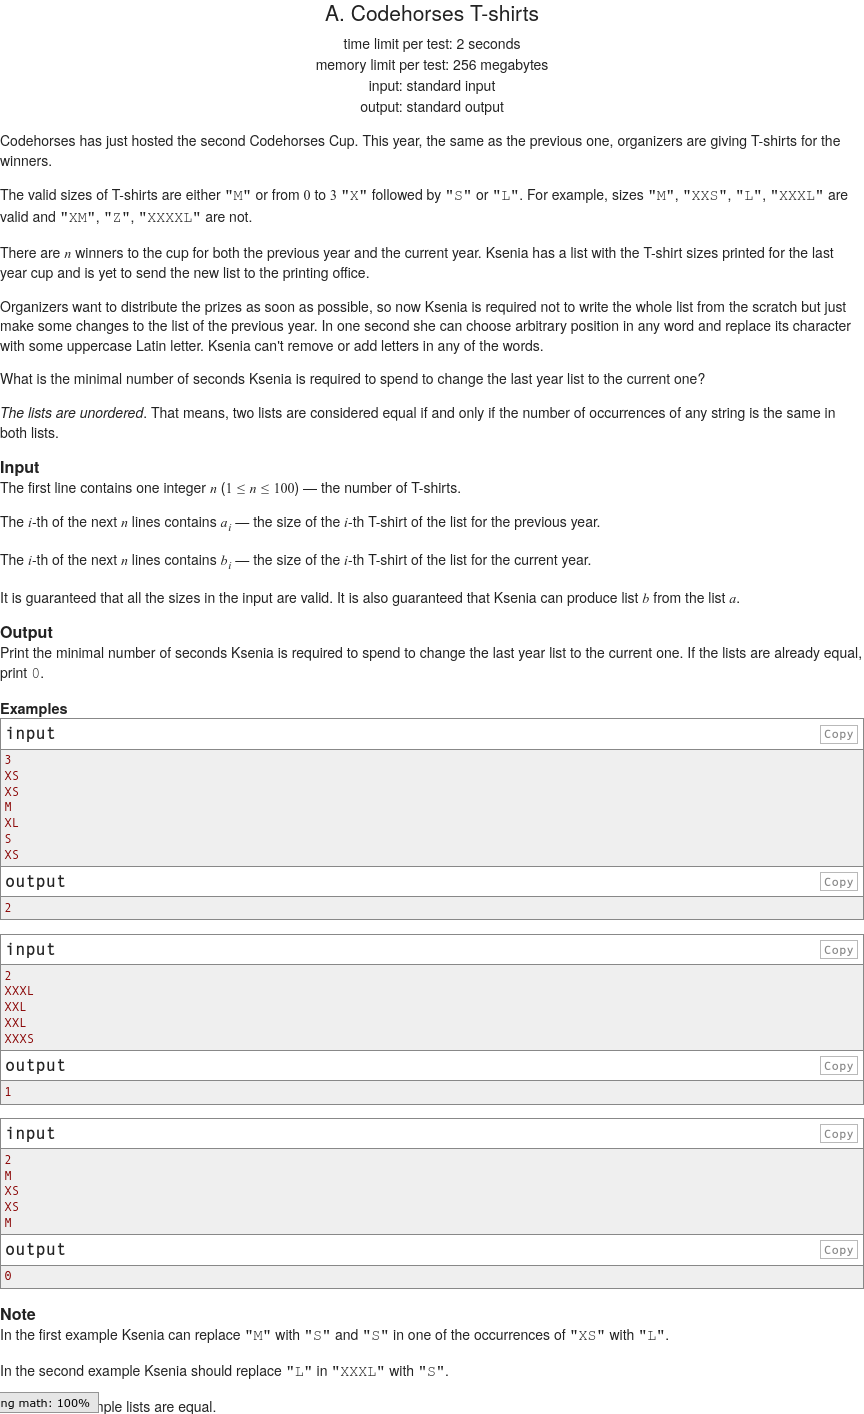 A. Codehorses T-shirts
time limit per test: 2 seconds
memory limit per test: 256 megabytes
input: standard input
output: standard output
Codehorses has just hosted the second Codehorses Cup. This year, the same as the previous one, organizers are giving T-shirts for the
winners.
The valid sizes of T-shirts are either "M" or from 0 to 3 "X" followed by "S" or "L". For example, sizes "M", "XXS", "L", "XXXL" are
valid and "XM", "Z", "XXXXL" are not.
There are n winners to the cup for both the previous year and the current year. Ksenia has a list with the T-shirt sizes printed for the last
year cup and is yet to send the new list to the printing office.
Organizers want to distribute the prizes as soon as possible, so now Ksenia is required not to write the whole list from the scratch but just
make some changes to the list of the previous year. In one second she can choose arbitrary position in any word and replace its character
with some uppercase Latin letter. Ksenia can't remove or add letters in any of the words.
What is the minimal number of seconds Ksenia is required to spend to change the last year list to the current one?
The lists are unordered. That means, two lists are considered equal if and only if the number of occurrences of any string is the same in
both lists.
Input
The first line contains one integer n (1 ≤ n ≤ 100) — the number of T-shirts.
The i-th of the next n lines contains a_i — the size of the i-th T-shirt of the list for the previous year.
The i-th of the next n lines contains b_i — the size of the i-th T-shirt of the list for the current year.
It is guaranteed that all the sizes in the input are valid. It is also guaranteed that Ksenia can produce list b from the list a.
Output
Print the minimal number of seconds Ksenia is required to spend to change the last year list to the current one. If the lists are already equal,
print 0.
Examples
input Copy
3
XS
XS
M
XL
S
XS
output Copy
2
input Copy
2
XXXL
XXL
XXL
XXXS
output Copy
1
input Copy
2
M
XS
XS
M
output Copy
0
Note
In the first example Ksenia can replace "M" with "S" and "S" in one of the occurrences of "XS" with "L".
In the second example Ksenia should replace "L" in "XXXL" with "S".
ng math: 100% mple lists are equal.